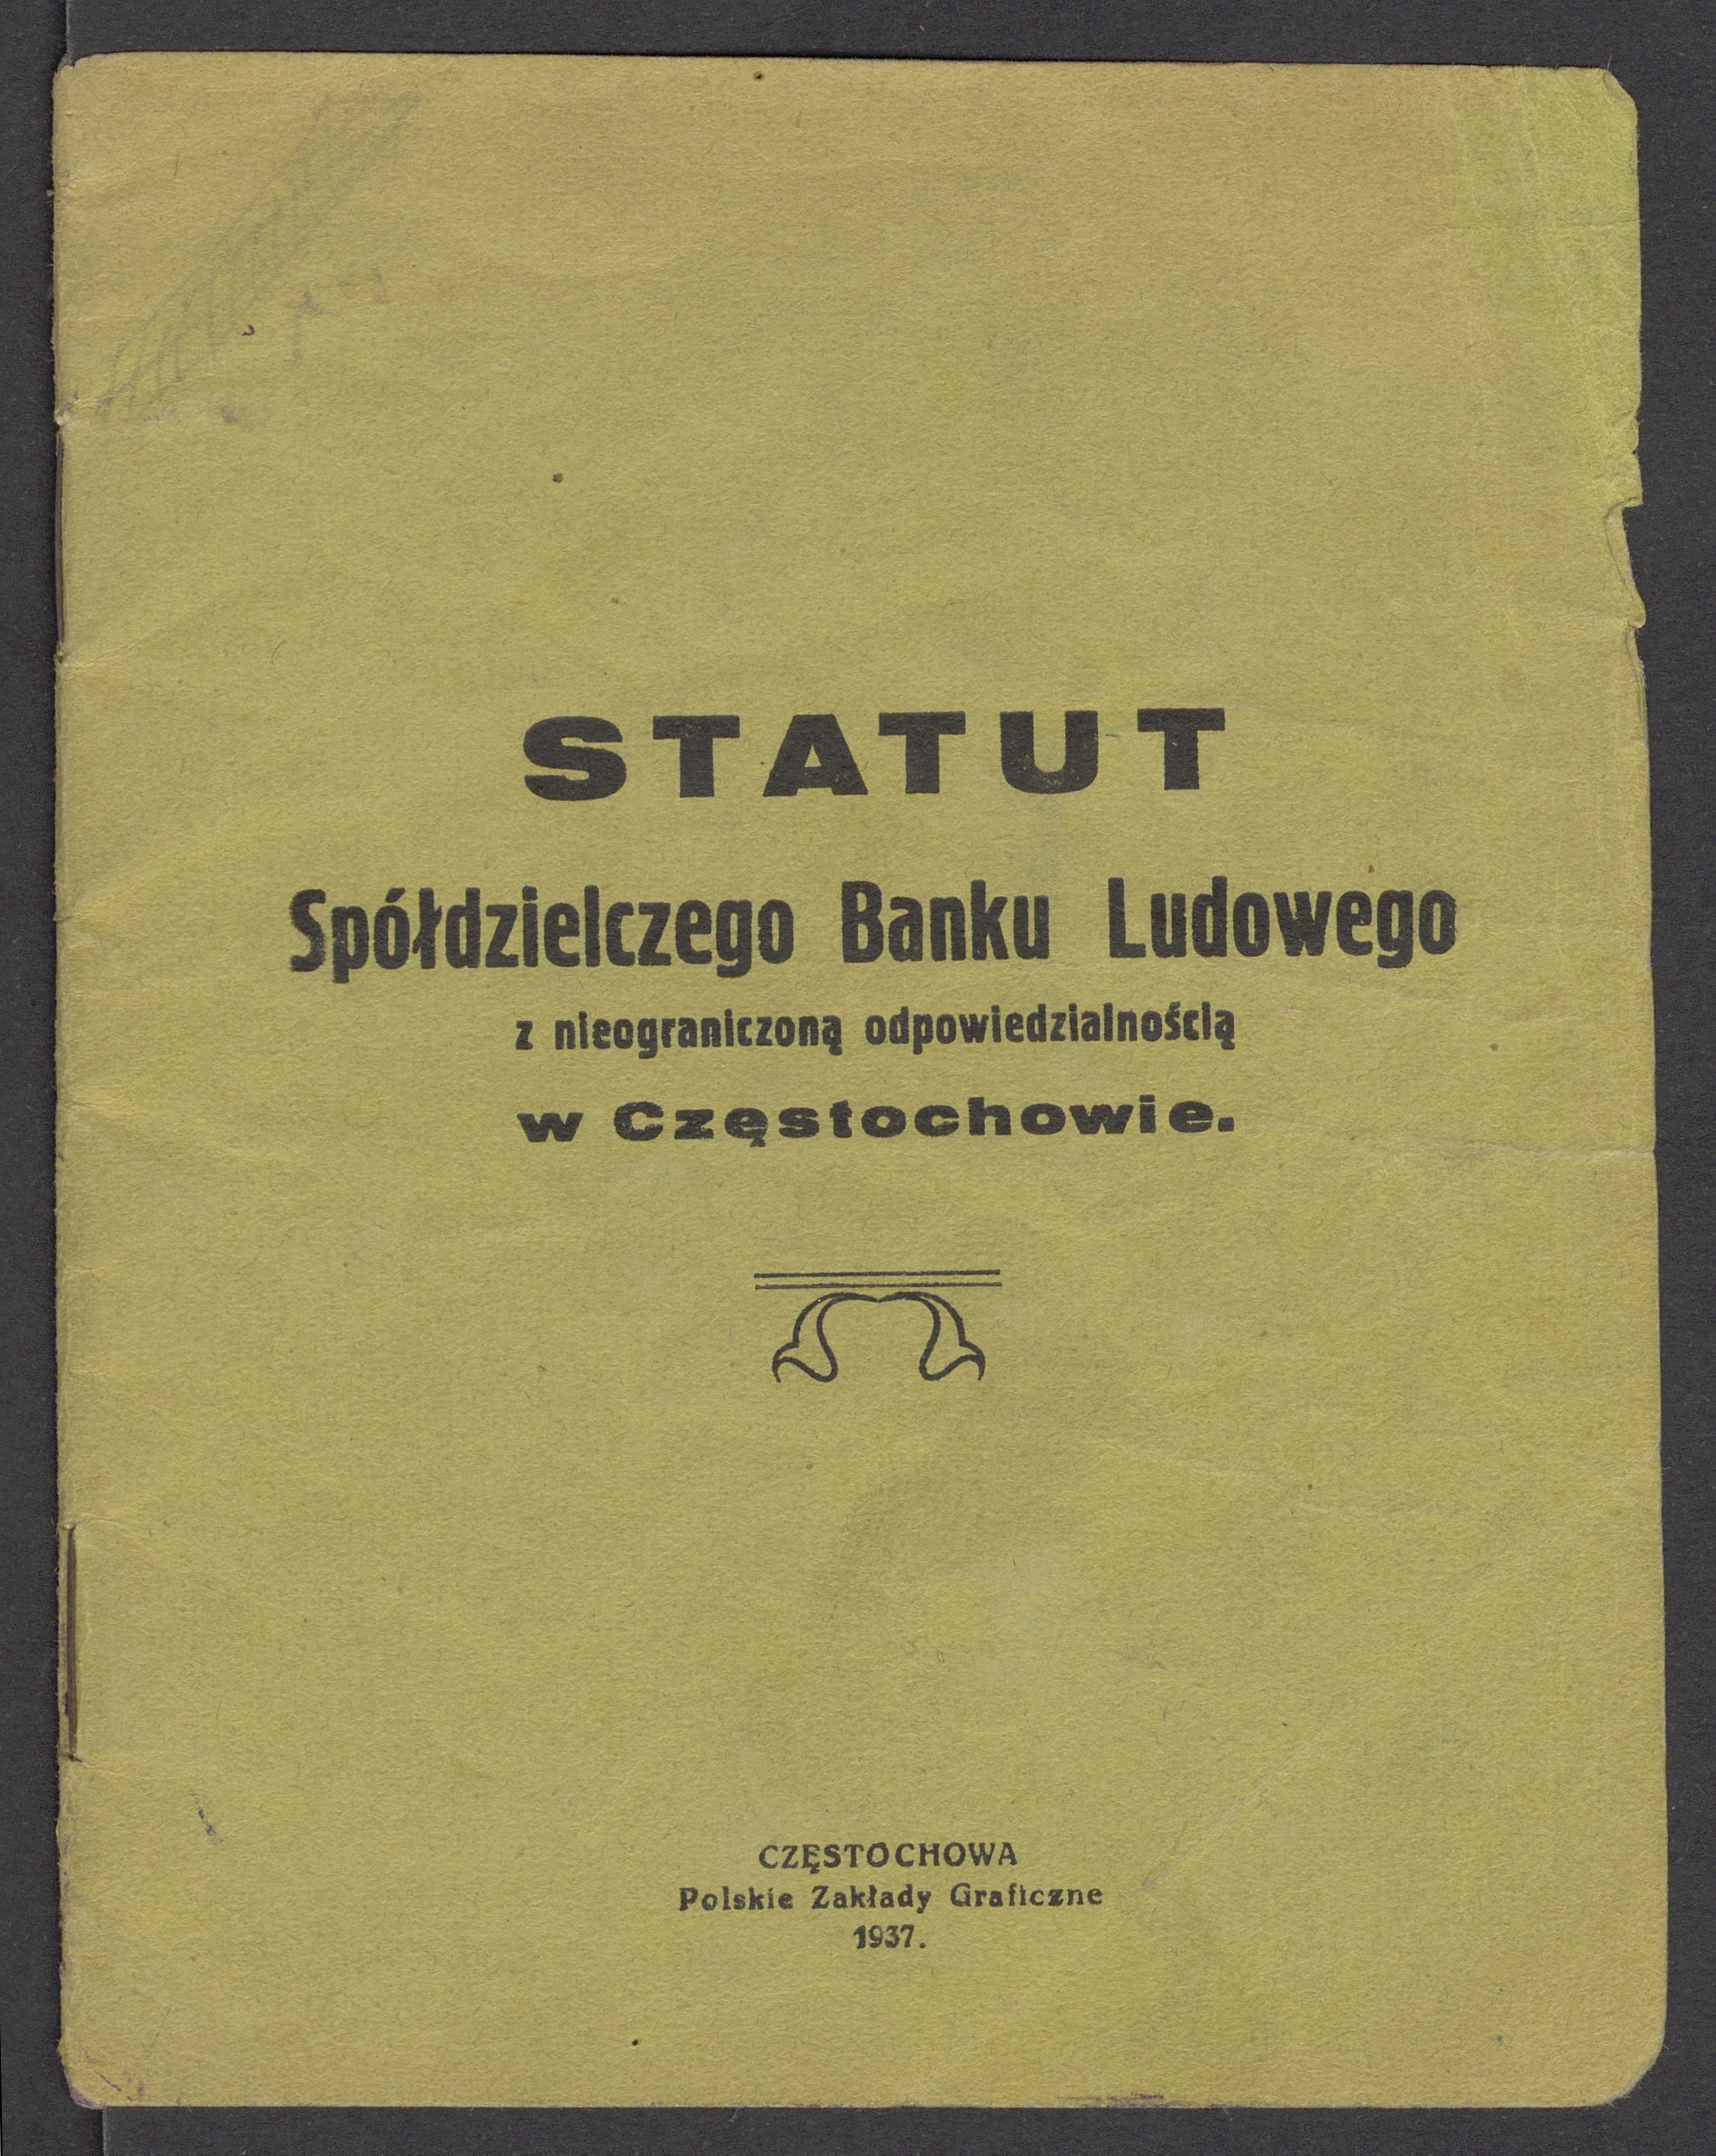 STATUT
Spółdzielczego Banku Ludowego
z nieograniczoną odpowiedzialnością
w Częstochowie.
CZĘSTOCHOWA
Polskie Zakłady Graficzne
1937.